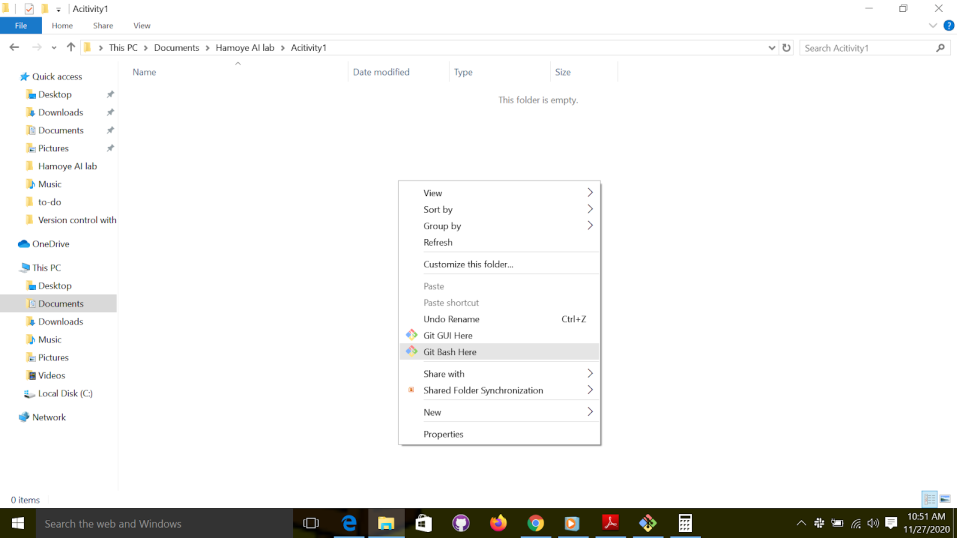 Acitivity1
File Home Share View
This PC Documents Hamoye AI lab Acitivity1 Search Acitivity1
Name Date modified Type Size
This folder is empty.
Quick access
Desktop
Downloads
Documents
Pictures
Hamoye AI lab
Music
to-do
Version control with
OneDrive
This PC
Desktop
Documents
Downloads
Music
Pictures
Videos
Local Disk (C:)
Network
View
Sort by
Group by
Refresh
Customize this folder...
Paste
Paste shortcut
Undo Rename Ctrl+Z
Git GUI Here
Git Bash Here
Share with
Shared Folder Synchronization
New
Properties
0 items
Search the web and Windows
10:51 AM
11/27/2020